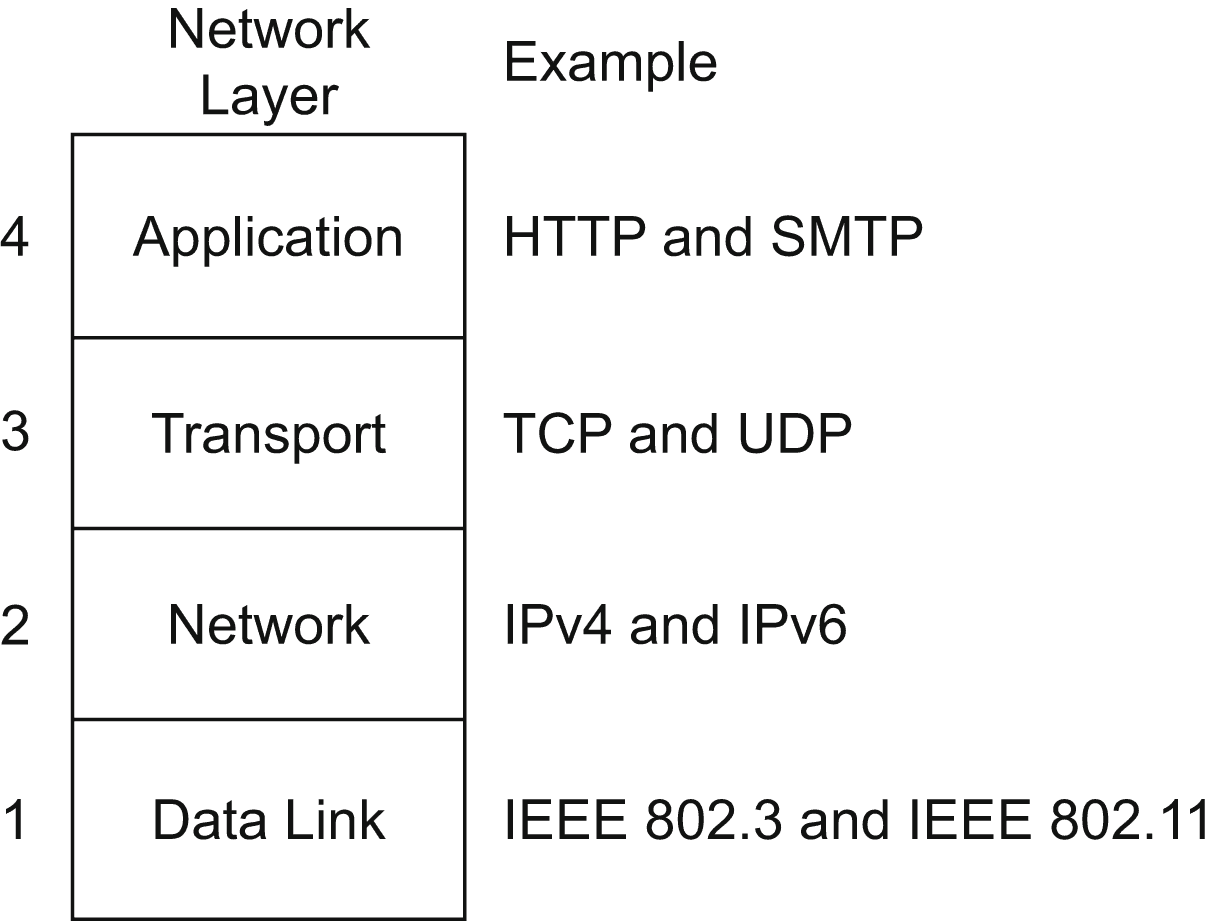 Network
Layer
Example
4 Application HTTP and SMTP
3 Transport TCP and UDP
2 Network IPv4 and IPv6
1 Data Link IEEE 802.3 and IEEE 802.11